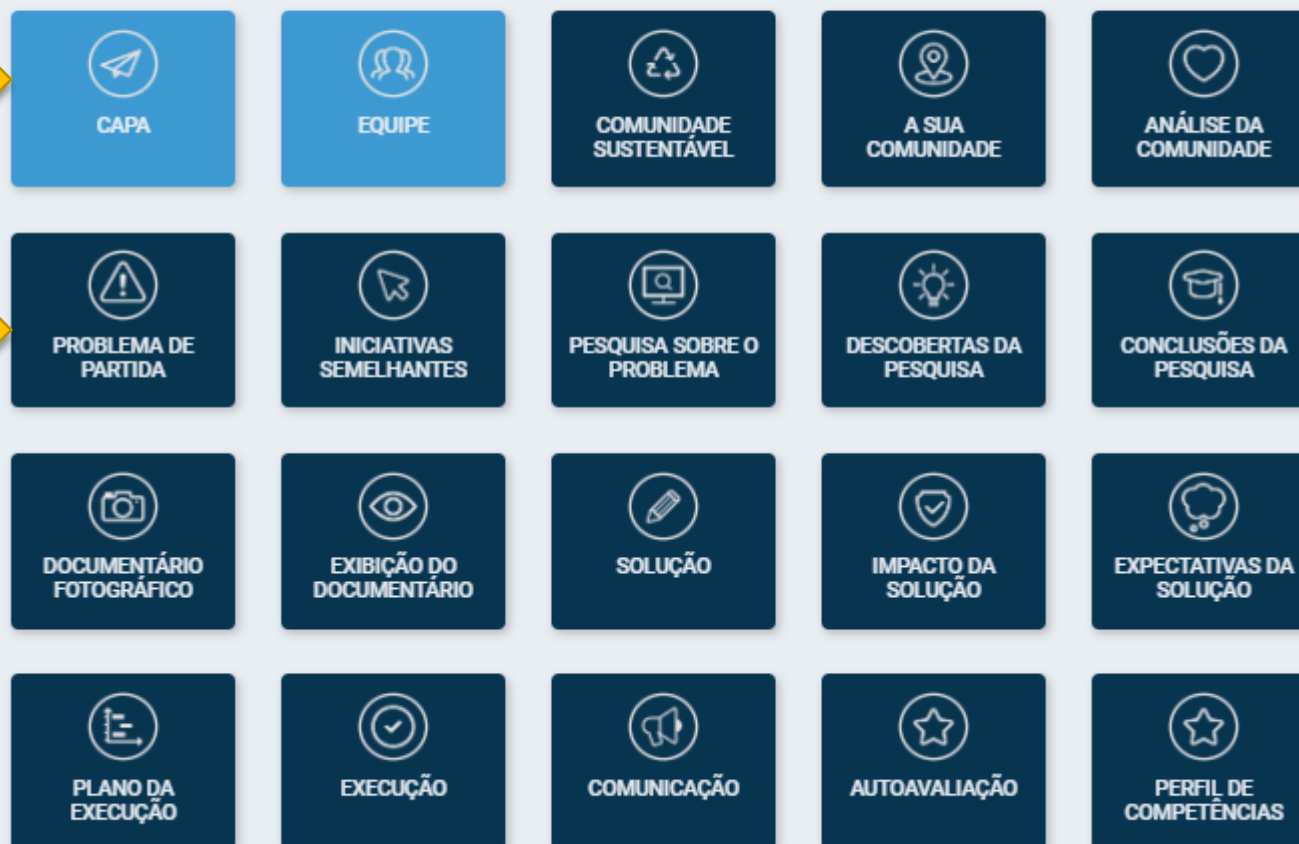 CAPA
EQUIPE
COMUNIDADE
SUSTENTÁVEL
A SUA
COMUNIDADE
ANÁLISE DA
COMUNIDADE
PROBLEMA DE
PARTIDA
INICIATIVAS
SEMELHANTES
PESQUISA SOBRE O
PROBLEMA
DESCOBERTAS DA
PESQUISA
CONCLUSÕES DA
PESQUISA
DOCUMENTÁRIO
FOTOGRÁFICO
EXIBIÇÃO DO
DOCUMENTÁRIO
SOLUÇÃO
IMPACTO DA
SOLUÇÃO
EXPECTATIVAS DA
SOLUÇÃO
PLANO DA
EXECUÇÃO
EXECUÇÃO
COMUNICAÇÃO
AUTOAVALIAÇÃO
PERFIL DE
COMPETÊNCIAS